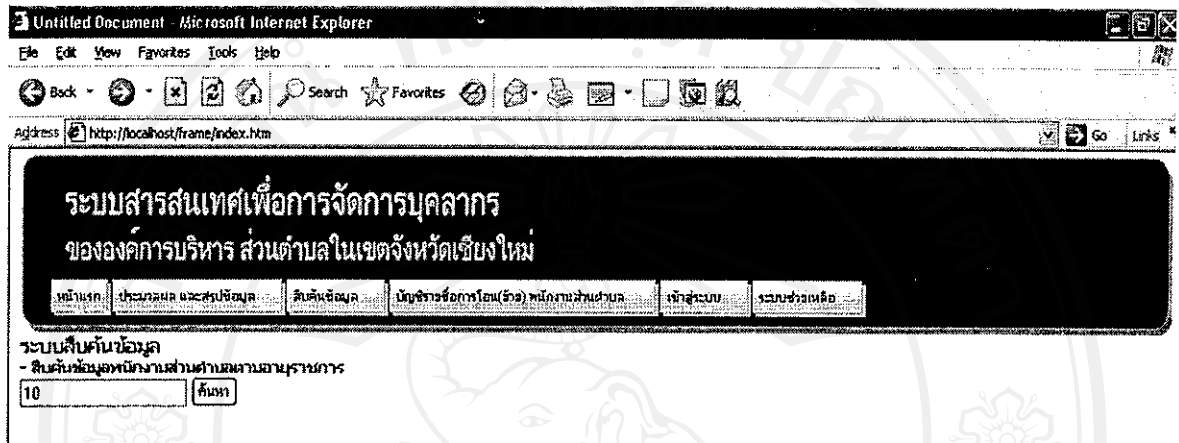 Untitled Document - Microsoft Internet Explorer
File Edit View Favorites Tools Help
Back Search Favorites
Address http://localhost/frame/index.htm Go Links
ระบบสารสนเทศเพื่อการจัดการบุคลากร
ขององค์การบริหาร ส่วนตำบลในเขตจังหวัดเชียงใหม่
หน้าแรก ประมวลผล และสรุปข้อมูล สืบค้นข้อมูล บัญชีรายชื่อการโอน(ย้าย) พนักงานส่วนตำบล เข้าสู่ระบบ ระบบช่วยเหลือ
ระบบสืบค้นข้อมูล
- สืบค้นข้อมูลพนักงานส่วนตำบลตามอายุราชการ
10 ค้นหา